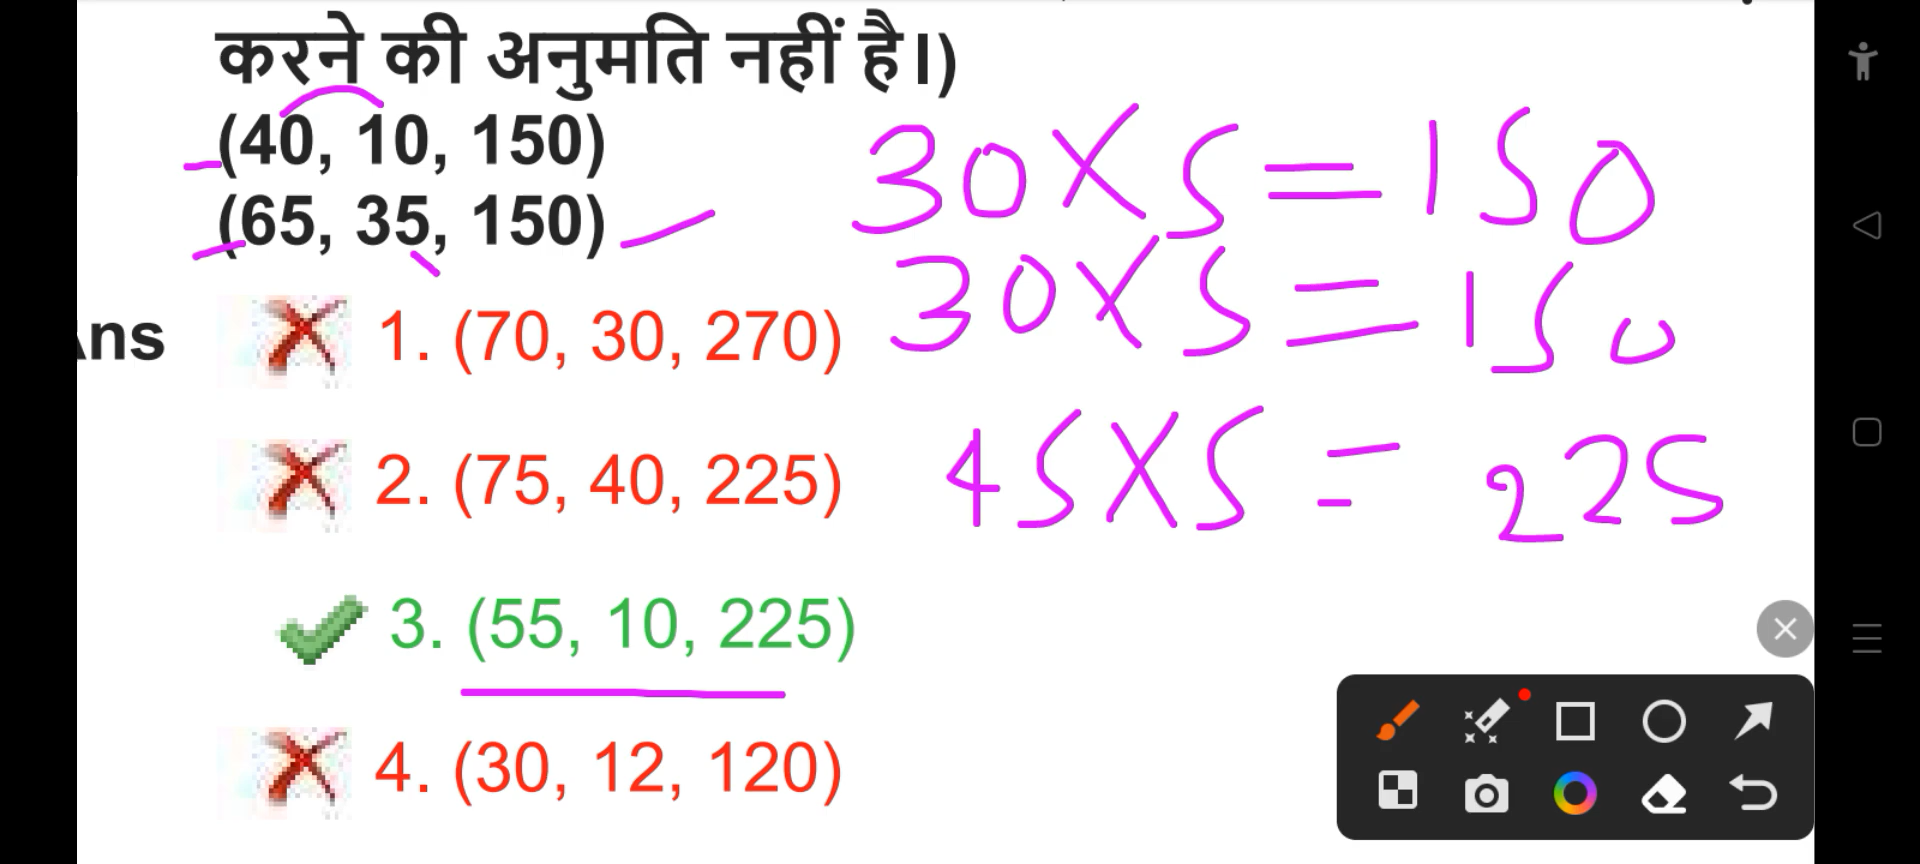 करने की अनुमति नहीं है।)
(40, 10, 150)
(65, 35, 150)
30X5=150
30X5=150
Ans
1. (70, 30, 270)
2. (75, 40, 225)
45X5=225
3. (55, 10, 225)
4. (30, 12, 120)